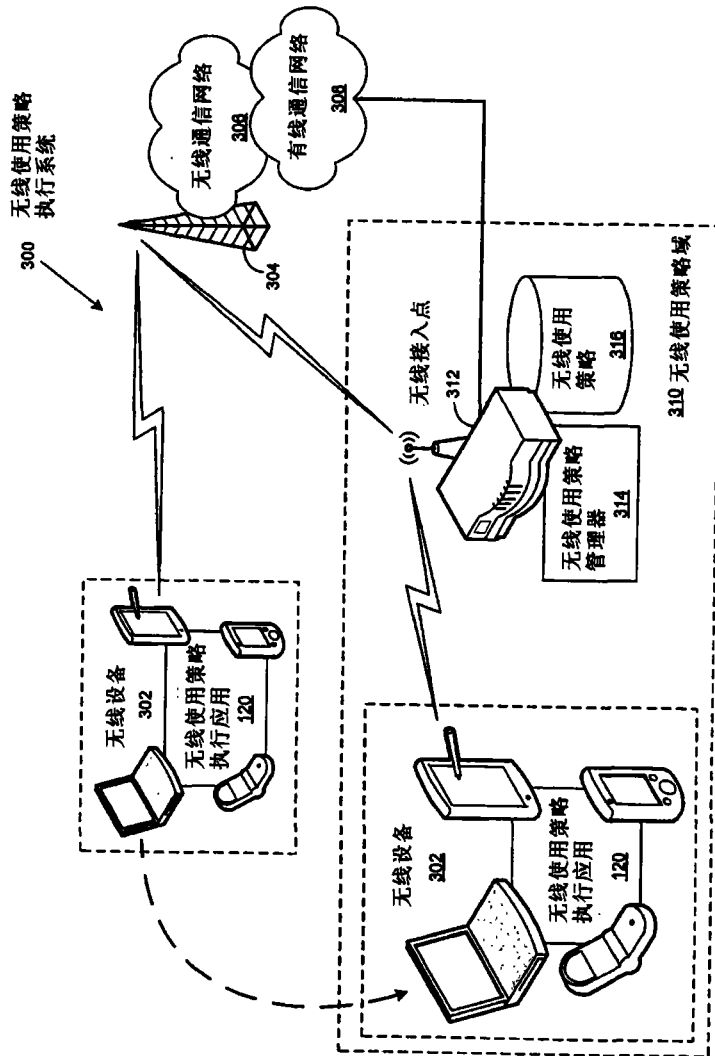 无线使用策略
执行系统
300
无线通信网络
306
有线通信网络
308
304
无线设备
302
无线使用策略
执行应用
120
无线接入点
312
无线使用
策略
316
无线使用策略
管理器
314
310 无线使用策略域
无线设备
302
无线使用策略
执行应用
120